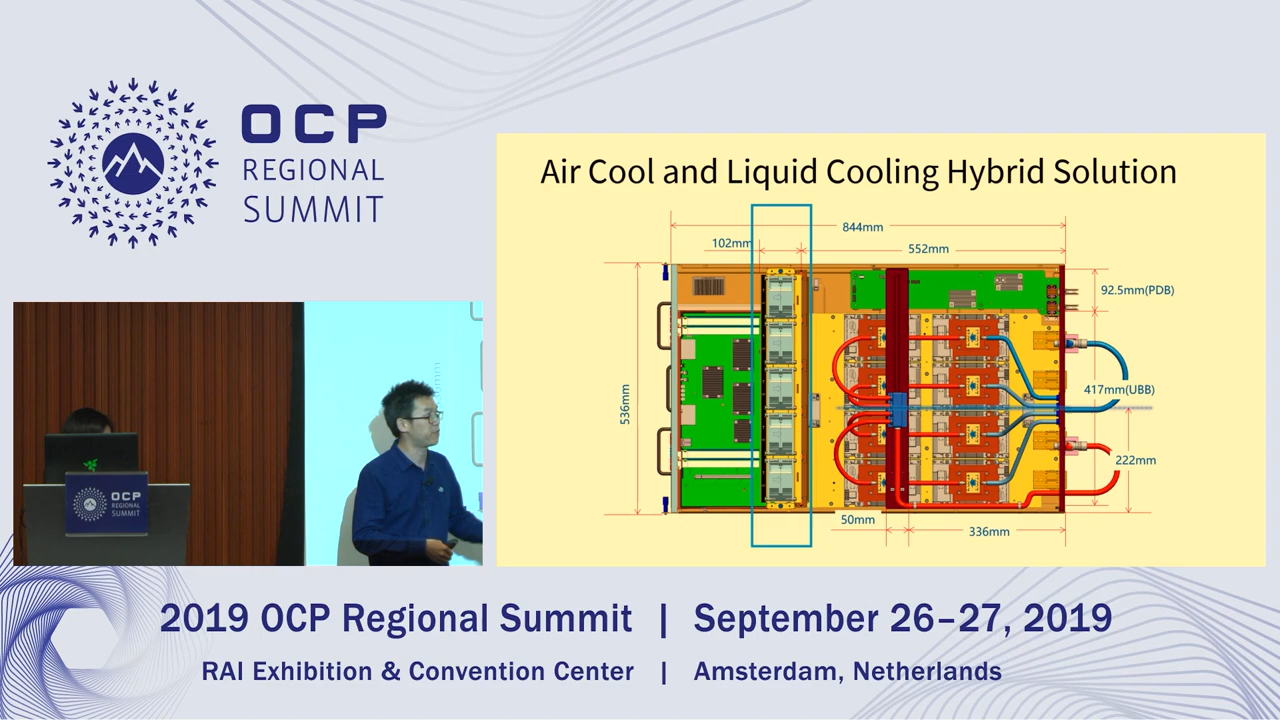 OCP
REGIONAL
SUMMIT
Air Cool and Liquid Cooling Hybrid Solution
844mm
102mm
552mm
92.5mm(PDB)
417mm(UBB)
536mm
222mm
50mm
336mm
OCP
REGIONAL
SUMMIT
2019 OCP Regional Summit | September 26–27, 2019
RAI Exhibition & Convention Center | Amsterdam, Netherlands